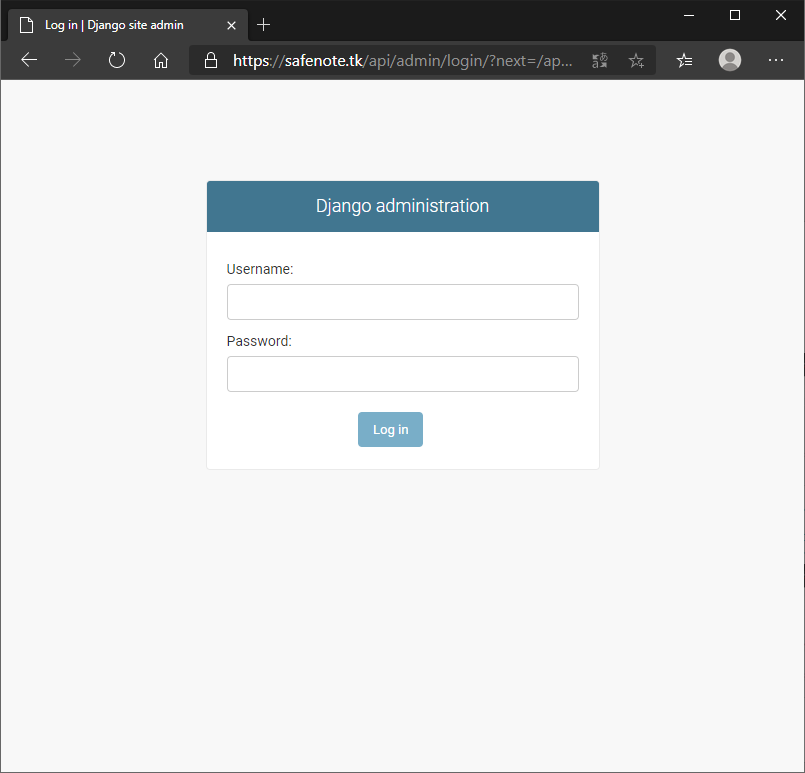 Log in | Django site admin
https://safenote.tk/api/admin/login/?next=/ap...
Django administration
Username:
Password:
Log in